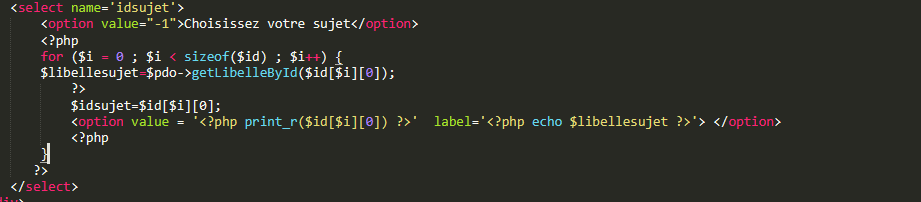 <select name='idsujet'>
<option value="-1">Choisissez votre sujet</option>
<?php
for ($i = 0 ; $i < sizeof($id) ; $i++) {
$libellesujet=$pdo->getLibelleById($id[$i][0]);
?>
$idsujet=$id[$i][0];
<option value = '<?php print_r($id[$i][0]) ?>'  label='<?php echo $libellesujet ?>'> </option>
<?php
}
?>
</select>